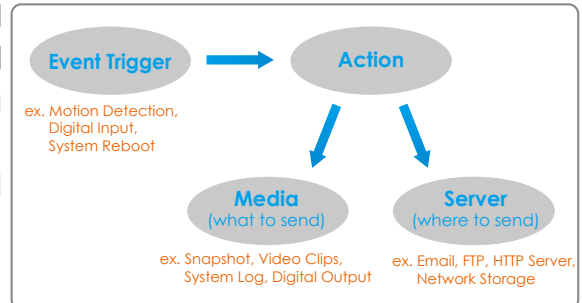 Event Trigger
Action
ex. Motion Detection,
Digital Input,
System Reboot
Media
(what to send)
Server
(where to send)
ex. Snapshot, Video Clips,
System Log, Digital Output
ex. Email, FTP, HTTP Server,
Network Storage